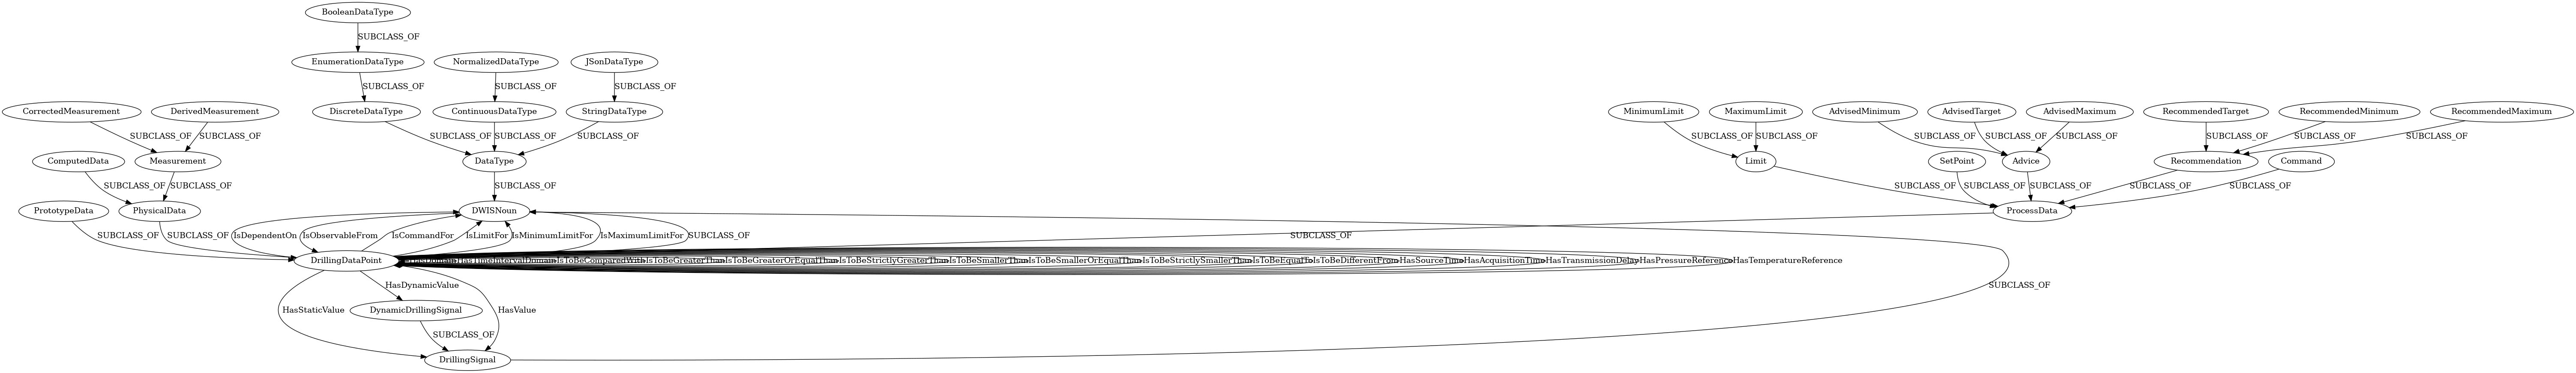 BooleanDataType
SUBCLASS_OF
EnumerationDataType
NormalizedDataType
JSonDataType
SUBCLASS_OF
SUBCLASS_OF
SUBCLASS_OF
CorrectedMeasurement
DerivedMeasurement
DiscreteDataType
ContinuousDataType
StringDataType
MinimumLimit
MaximumLimit
AdvisedMinimum
AdvisedTarget
AdvisedMaximum
RecommendedTarget
RecommendedMinimum
RecommendedMaximum
SUBCLASS_OF
SUBCLASS_OF
SUBCLASS_OF
SUBCLASS_OF
SUBCLASS_OF
SUBCLASS_OF
SUBCLASS_OF
SUBCLASS_OF
SUBCLASS_OF
SUBCLASS_OF
SUBCLASS_OF
SUBCLASS_OF
SUBCLASS_OF
ComputedData
Measurement
DataType
Limit
SetPoint
Advice
Recommendation
Command
SUBCLASS_OF
SUBCLASS_OF
SUBCLASS_OF
SUBCLASS_OF
SUBCLASS_OF
SUBCLASS_OF
SUBCLASS_OF
SUBCLASS_OF
PrototypeData
PhysicalData
DWISNoun
ProcessData
SUBCLASS_OF
SUBCLASS_OF
IsDependentOn
IsObservableFrom
IsCommandFor
IsLimitFor
IsMinimumLimitFor
IsMaximumLimitFor
SUBCLASS_OF
SUBCLASS_OF
DrillingDataPoint
HasDomain
HasTimeIntervalDomain
IsToBeComparedWith
IsToBeGreaterThan
IsToBeGreaterOrEqualThan
IsToBeStrictlyGreaterThan
IsToBeSmallerThan
IsToBeSmallerOrEqualThan
IsToBeStrictlySmallerThan
IsToBeEqualTo
IsToBeDifferentFrom
HasSourceTime
HasAcquisitionTime
HasTransmissionDelay
HasPressureReference
HasTemperatureReference
HasDynamicValue
SUBCLASS_OF
HasStaticValue
DynamicDrillingSignal
HasValue
SUBCLASS_OF
DrillingSignal